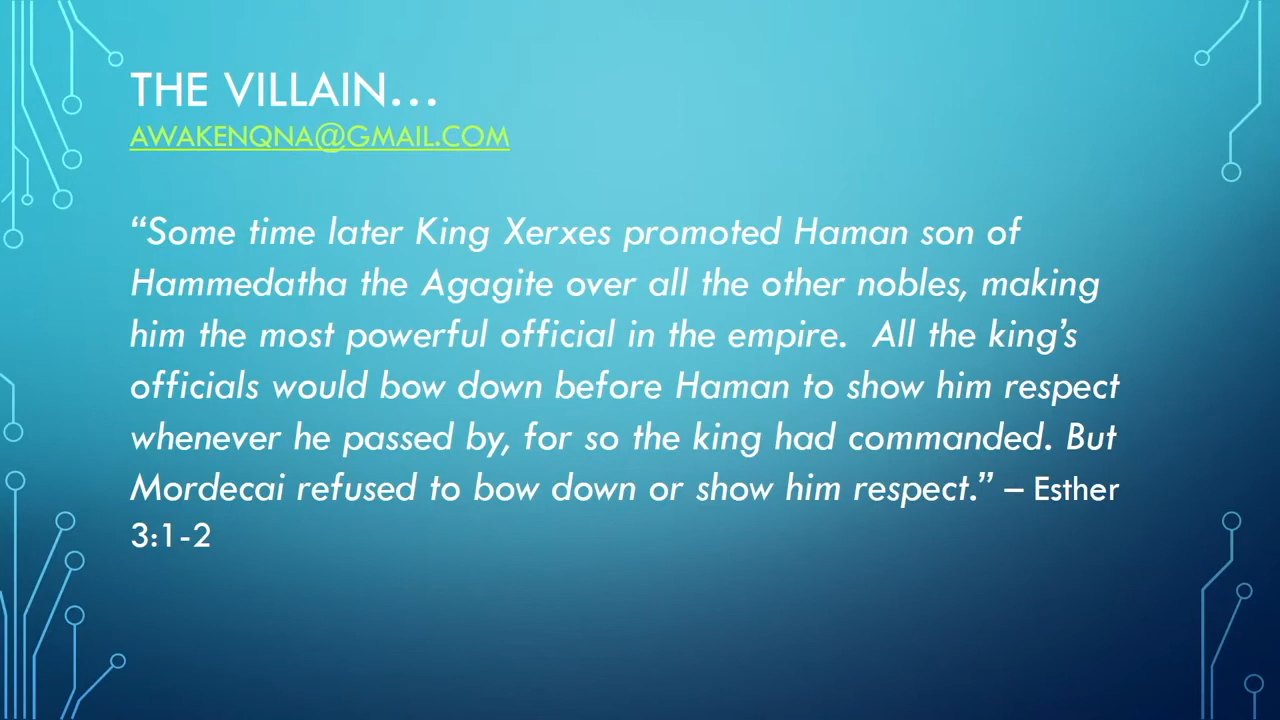 THE VILLAIN…
AWAKENQNA@GMAIL.COM
“Some time later King Xerxes promoted Haman son of
Hammedatha the Agagite over all the other nobles, making
him the most powerful official in the empire.  All the king’s
officials would bow down before Haman to show him respect
whenever he passed by, for so the king had commanded. But
Mordecai refused to bow down or show him respect.” – Esther
3:1-2